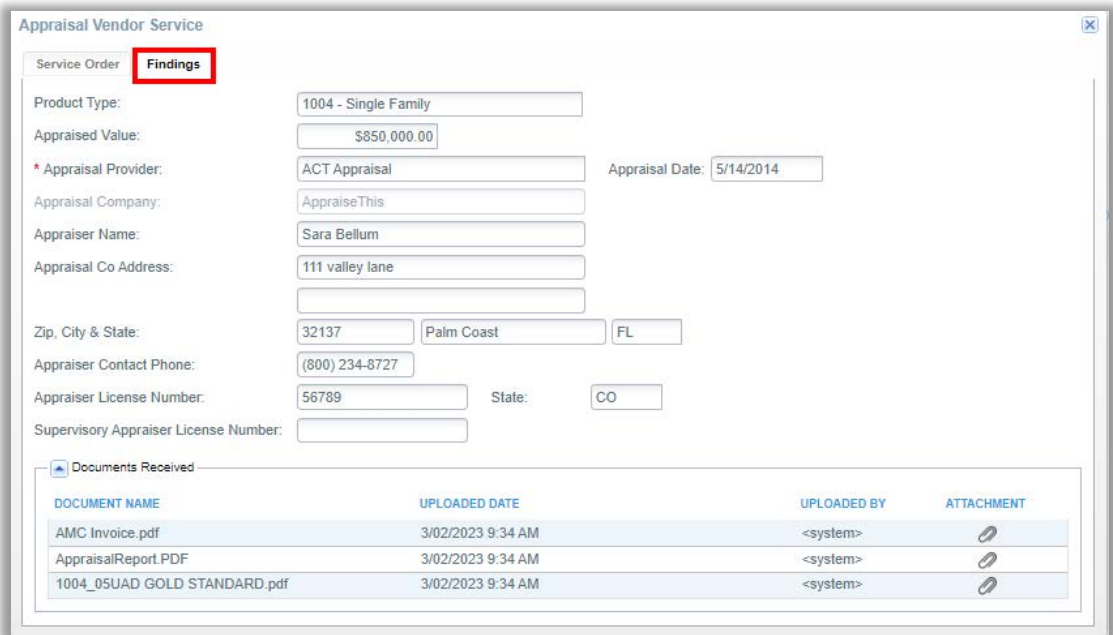 Appraisal Vendor Service
Service Order Findings
Product Type: 1004 - Single Family
Appraised Value: $850,000.00
* Appraisal Provider: ACT Appraisal Appraisal Date: 5/14/2014
Appraisal Company: AppraiseThis
Appraiser Name: Sara Bellum
Appraisal Co Address: 111 valley lane
Zip, City & State: 32137 Palm Coast FL
Appraiser Contact Phone: (800) 234-8727
Appraiser License Number: 56789 State: CO
Supervisory Appraiser License Number:
Documents Received
DOCUMENT NAME UPLOADED DATE UPLOADED BY ATTACHMENT
AMC Invoice.pdf 3/02/2023 9:34 AM <system>
AppraisalReport.PDF 3/02/2023 9:34 AM <system>
1004_05UAD GOLD STANDARD.pdf 3/02/2023 9:34 AM <system>